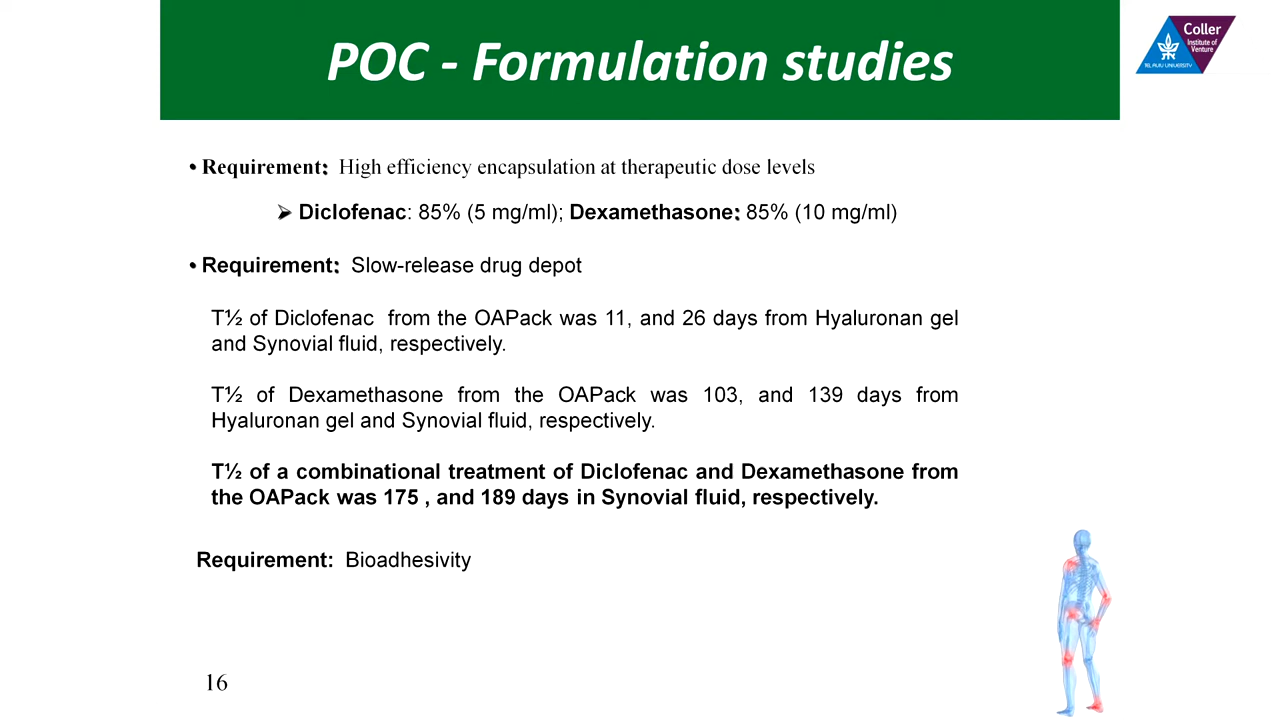 POC - Formulation studies
Coller
Institute of
Venture
TEL AVIV UNIVERSITY
• Requirement: High efficiency encapsulation at therapeutic dose levels
➢ Diclofenac: 85% (5 mg/ml); Dexamethasone: 85% (10 mg/ml)
• Requirement: Slow-release drug depot
T½ of Diclofenac from the OAPack was 11, and 26 days from Hyaluronan gel
and Synovial fluid, respectively.
T½ of Dexamethasone from the OAPack was 103, and 139 days from
Hyaluronan gel and Synovial fluid, respectively.
T½ of a combinational treatment of Diclofenac and Dexamethasone from
the OAPack was 175 , and 189 days in Synovial fluid, respectively.
Requirement: Bioadhesivity
16